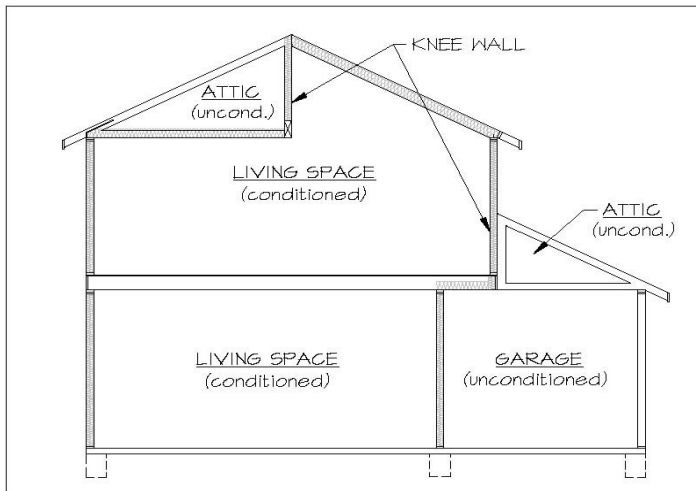 KNEE WALL
ATTIC
(uncond.)
LIVING SPACE
(conditioned)
ATTIC
(uncond.)
LIVING SPACE
(conditioned)
GARAGE
(unconditioned)